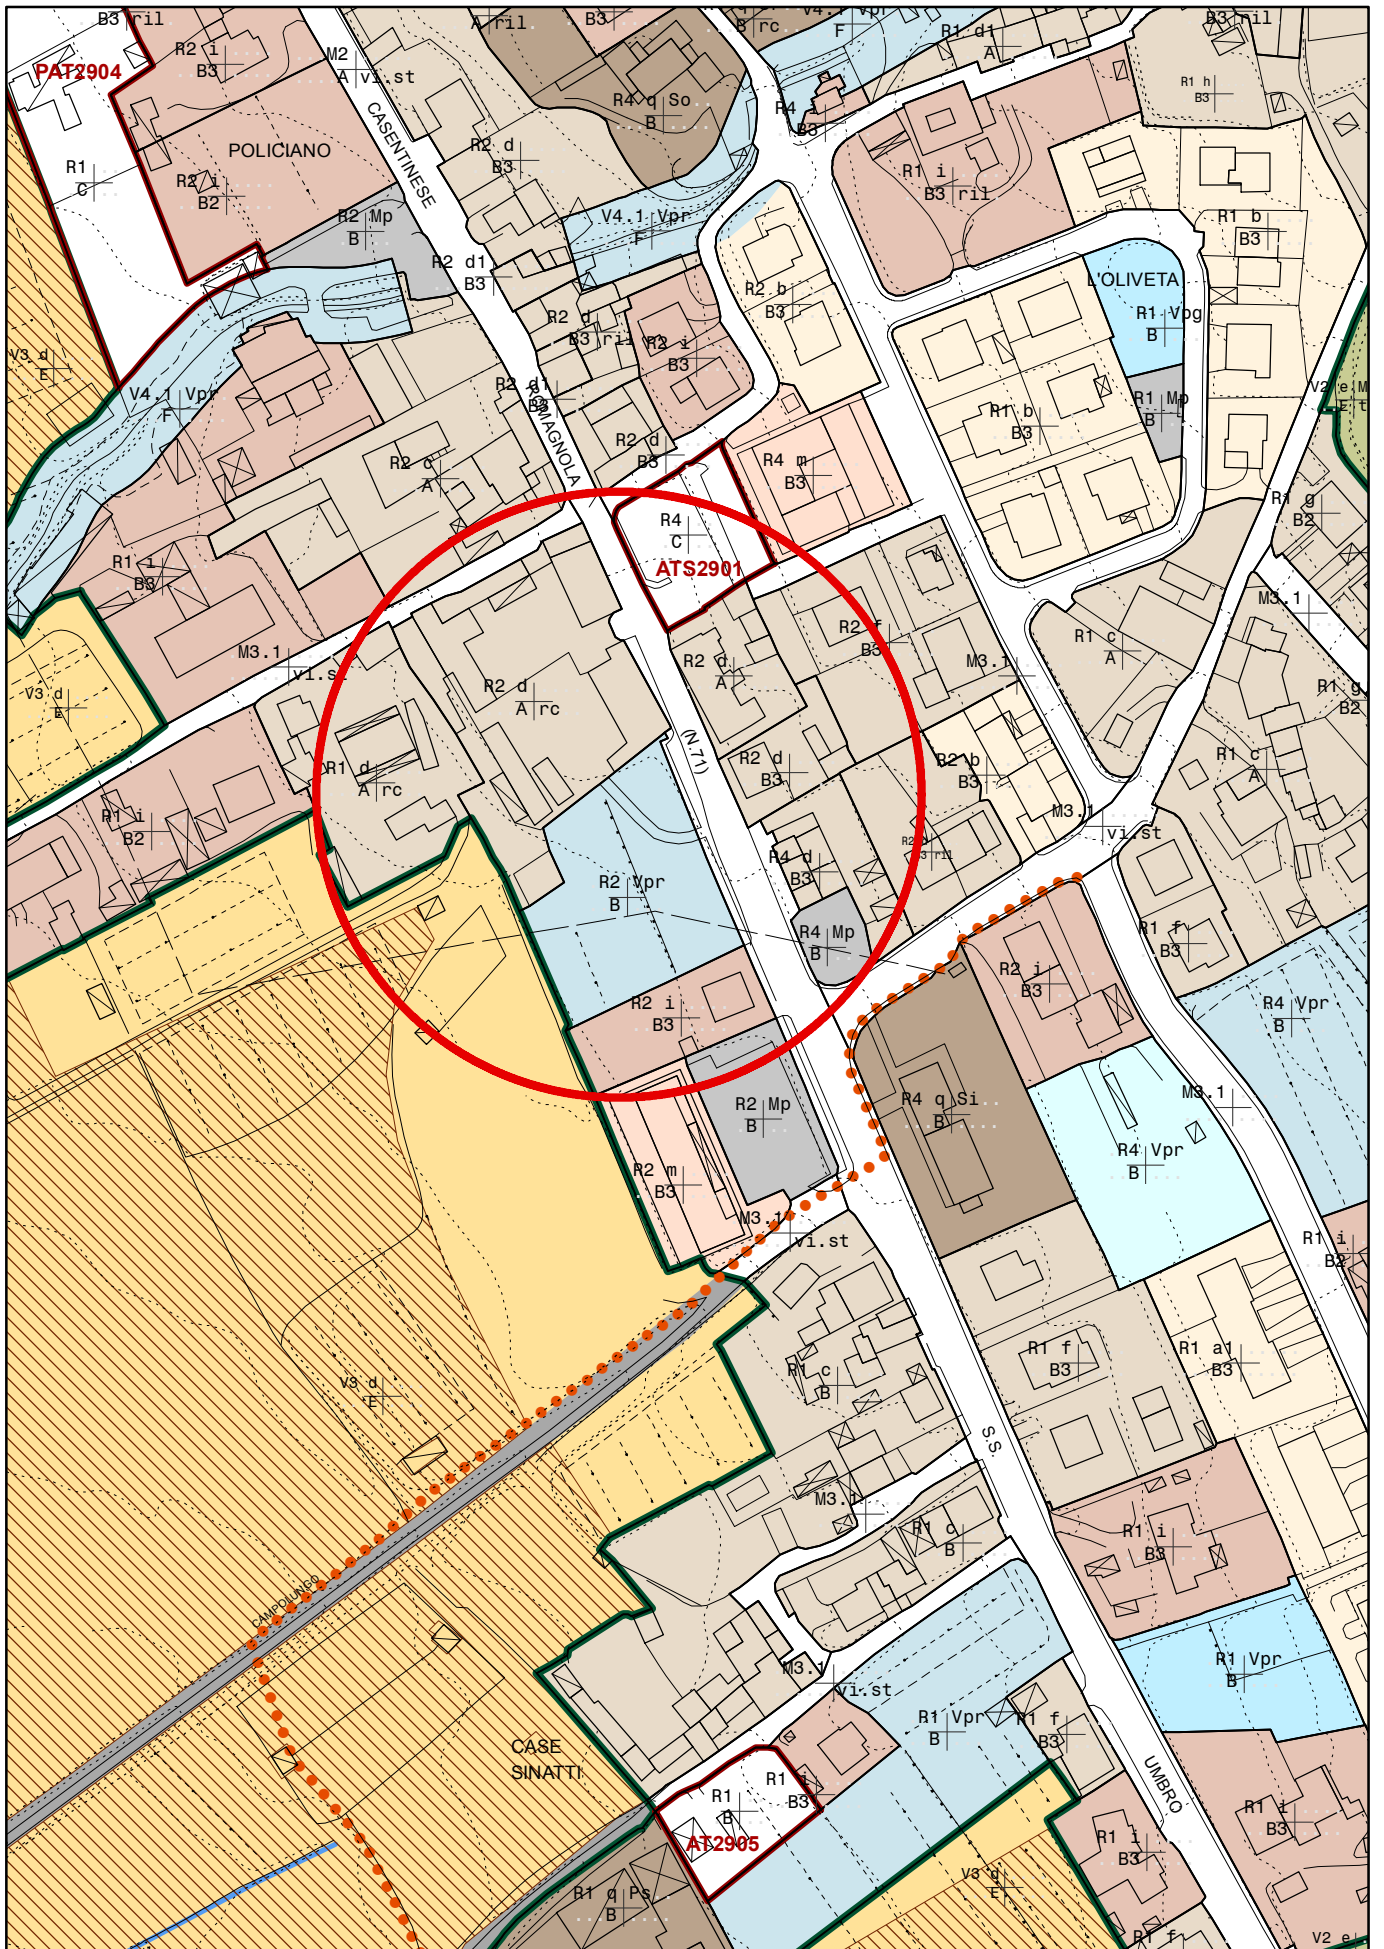 B3 ril
A ril
B3
B rc
V4.1 Vpr
F
R1 d1
A
B3 ril
R2 i
B3
M2
A vi.st
PAT2904
CASENTINESE
R4 q So
B
R4 i
B3
R1 h
B3
POLICIANO
R2 d
B3
R1
C
R2 i
B2
R1 i
B3 ril
R2 Mp
B
V4.1 Vpr
F
R1 b
B3
R2 d1
B3
L'OLIVETA
R2 b
B3
R2 d
B3 ril
R1 Vpg
B
R2 i
B3
V3 d
E
V4.1 Vpr
F
R2 d1
B3
ROMAGNOLA
R1 b
B3
R1 Mp
B
R2 d
B3
R2 c
A
R4 m
B3
R1 g
B2
R4
C
ATS2901
R1 i
B3
M3.1
R2 f
B3
R1 c
A
M3.1
vi.st
R2 d
A
M3.1
V3 d
E
R2 d
A rc
R1 g
B2
(N.71)
R1 d
A rc
R2 d
B3
R2 b
B3
R1 c
A
R1 i
B2
M3.1
vi.st
R4 d
B3
R2 Vpr
B
R4 Mp
B
R1 f
B3
R2 i
B3
R2 i
B3
R4 Vpr
B
R2 Mp
B
R4 q Si
B
M3.1
R4 Vpr
B
R2 m
B3
M3.1
vi.st
R1 i
B2
R1 f
B3
R1 a1
B3
V3 d
E
R1 c
B
S.S.
M3.1
R1 c
B
R1 i
B3
CAMPOLUNGO
M3.1
vi.st
R1 Vpr
B
R1 Vpr
B
R1 f
B3
CASE
SINATTI
UMBRO
R1
B
R1 i
B3
AT2905
R1 i
B3
R1 i
B3
V3 d
E
R1 q Ps
B
R1 f
V2 e